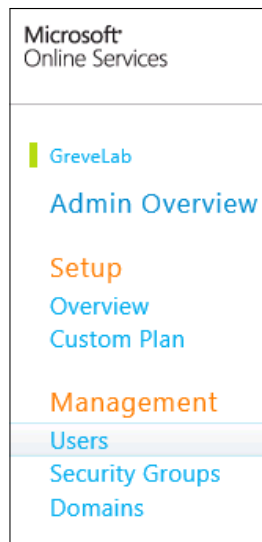 Microsoft®
Online Services
GreveLab
Admin Overview
Setup
Overview
Custom Plan
Management
Users
Security Groups
Domains